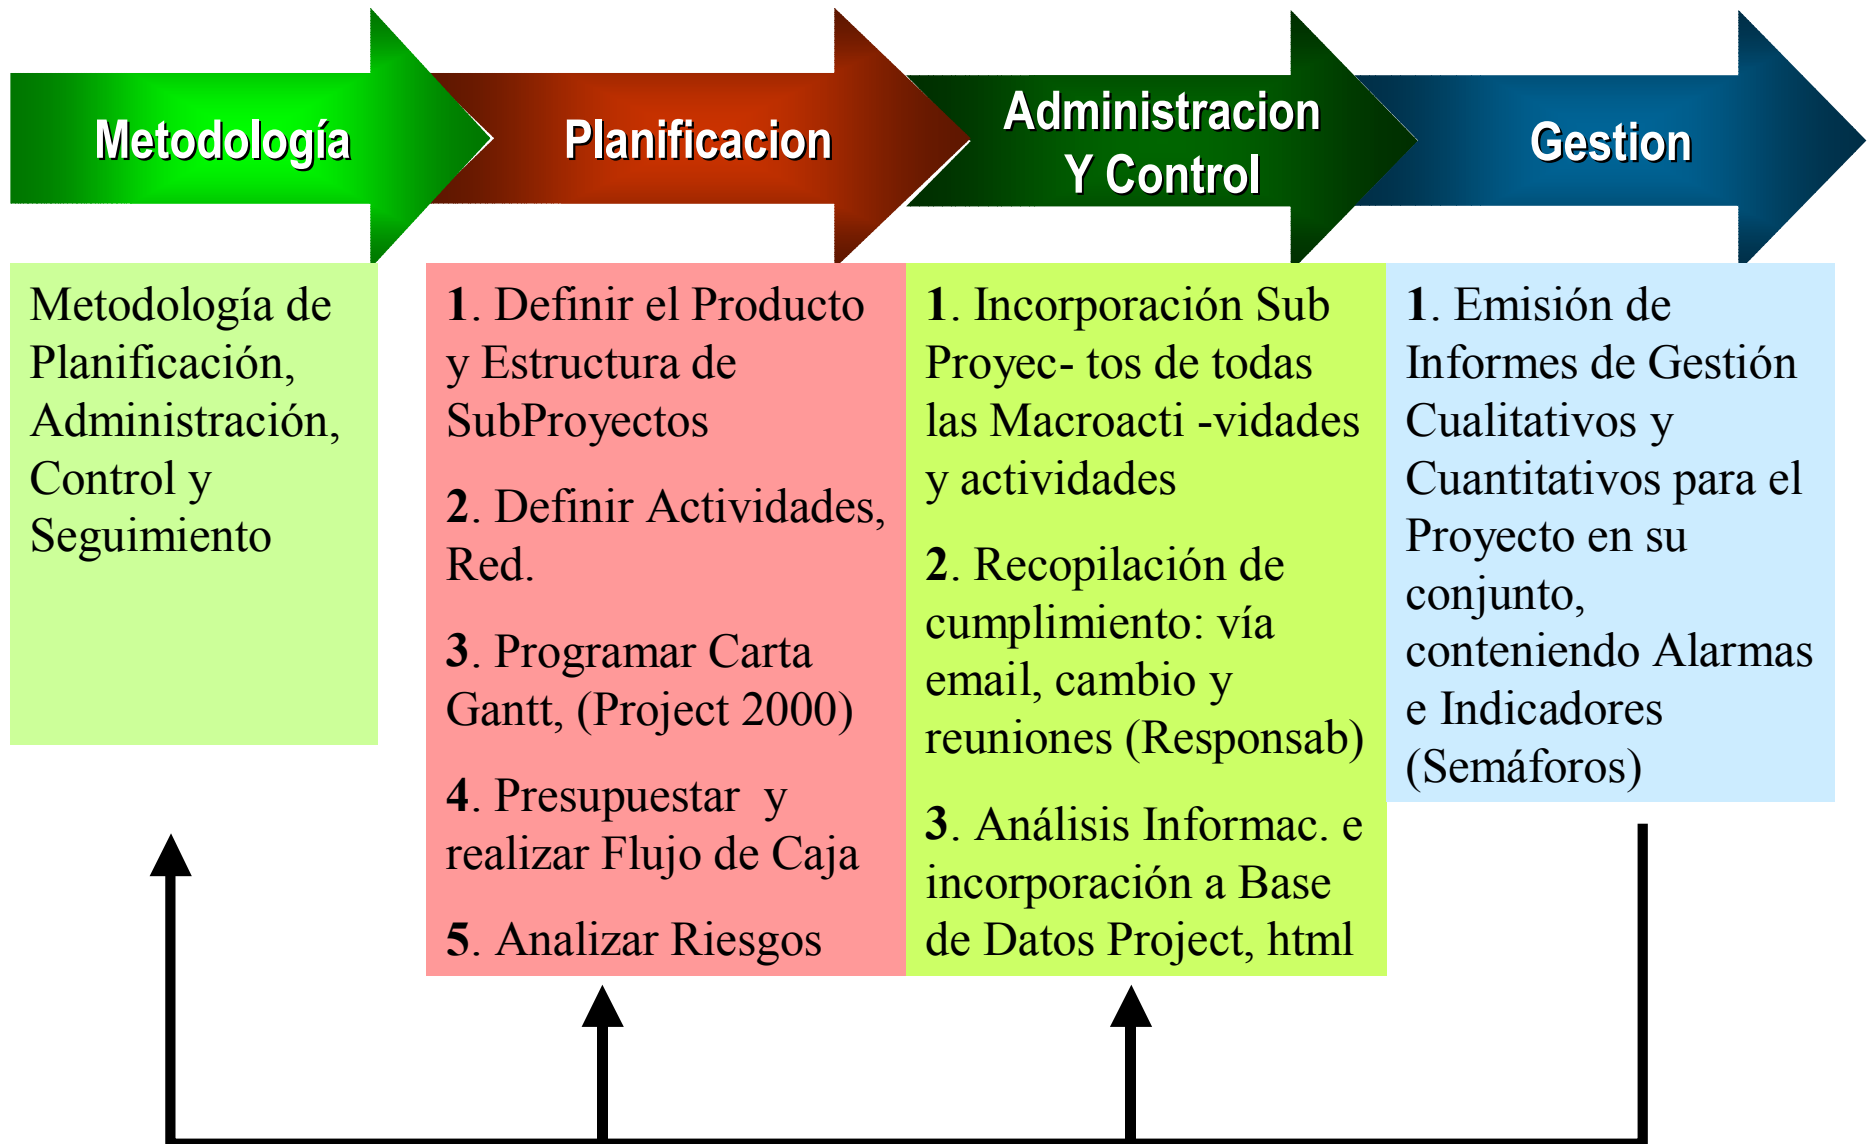 Metodología
Planificacion
Administracion
Y Control
Gestion
Metodología de
Planificación,
Administración,
Control y
Seguimiento
1. Definir el Producto
y Estructura de
SubProyectos
2. Definir Actividades,
Red.
3. Programar Carta
Gantt, (Project 2000)
4. Presupuestar y
realizar Flujo de Caja
5. Analizar Riesgos
1. Incorporación Sub
Proyec- tos de todas
las Macroacti -vidades
y actividades
2. Recopilación de
cumplimiento: vía
email, cambio y
reuniones (Responsab)
3. Análisis Informac. e
incorporación a Base
de Datos Project, html
1. Emisión de
Informes de Gestión
Cualitativos y
Cuantitativos para el
Proyecto en su
conjunto,
conteniendo Alarmas
e Indicadores
(Semáforos)